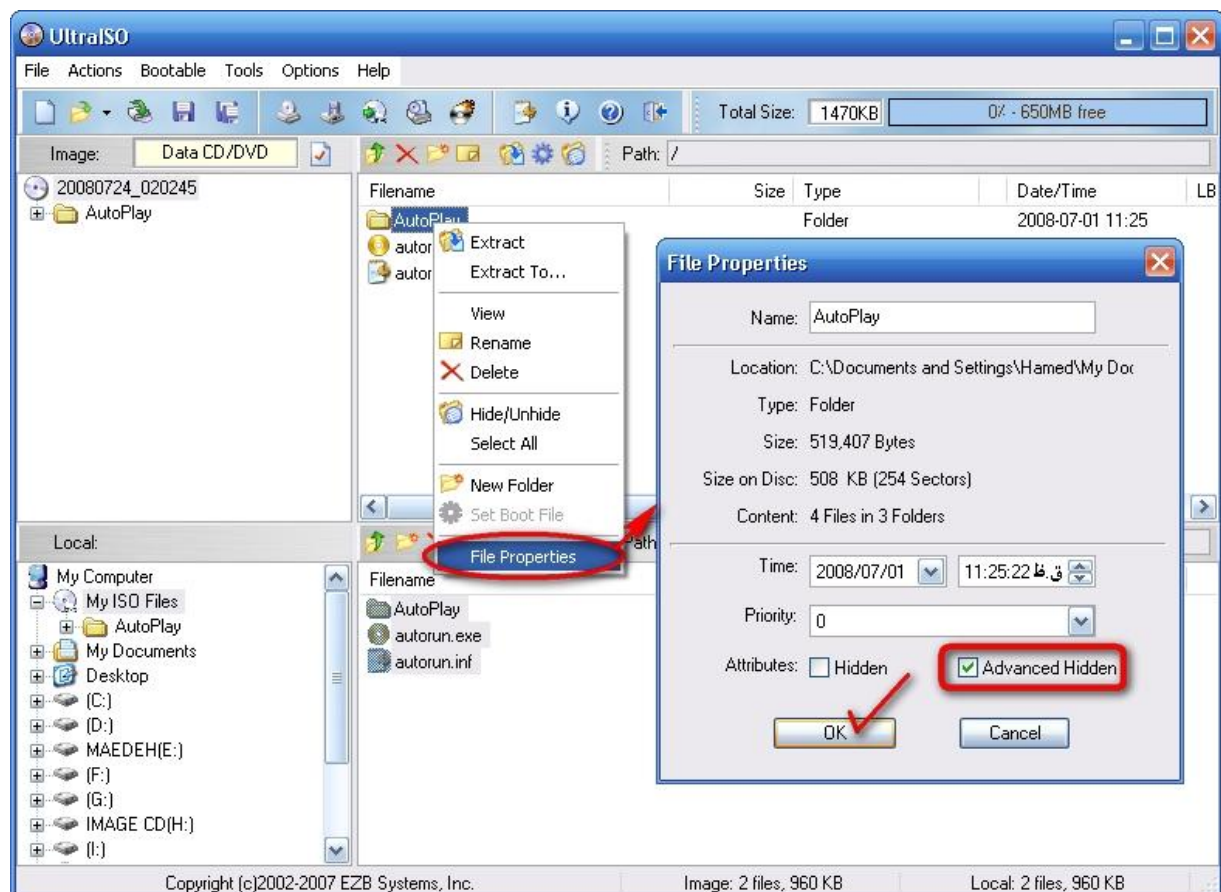 UltraISO
File Actions Bootable Tools Options Help
Total Size: 1470KB 0% - 650MB free
Image: Data CD/DVD
Path: /
20080724_020245
AutoPlay
Filename Size Type Date/Time LB
AutoPlay Folder 2008-07-01 11:25
autor
autor
Extract
Extract To...
View
Rename
Delete
Hide/Unhide
Select All
New Folder
Set Boot File
File Properties
File Properties
Name: AutoPlay
Location: C:\Documents and Settings\Hamed\My Doc
Type: Folder
Size: 519,407 Bytes
Size on Disc: 508 KB (254 Sectors)
Content: 4 Files in 3 Folders
Time: 2008/07/01 11:25:22 ق.ظ
Priority: 0
Attributes: Hidden Advanced Hidden
OK Cancel
Local:
Path
My Computer
My ISO Files
AutoPlay
My Documents
Desktop
(C:)
(D:)
MAEDEH(E:)
(F:)
(G:)
IMAGE CD(H:)
(I:)
Filename
AutoPlay
autorun.exe
autorun.inf
Copyright (c)2002-2007 EZB Systems, Inc. Image: 2 files, 960 KB Local: 2 files, 960 KB